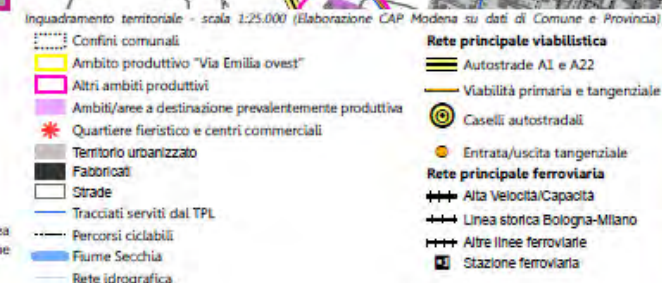 Inquadramento territoriale - scala 1:25.000 (Elaborazione CAP Modena su dati di Comune e Provincia)
Confini comunali
Ambito produttivo "Via Emilia ovest"
Altri ambiti produttivi
Ambiti/aree a destinazione prevalentemente produttiva
Quartiere fieristico e centri commerciali
Territorio urbanizzato
Fabbricati
Strade
Tracciati serviti dal TPL
Percorsi ciclabili
Fiume Secchia
Rete idrografica
Rete principale viabilistica
Autostrade A1 e A22
Viabilità primaria e tangenziale
Caselli autostradali
Entrata/uscita tangenziale
Rete principale ferroviaria
Alta Velocità/Capacità
Linea storica Bologna-Milano
Altre linee ferroviarie
Stazione ferroviaria